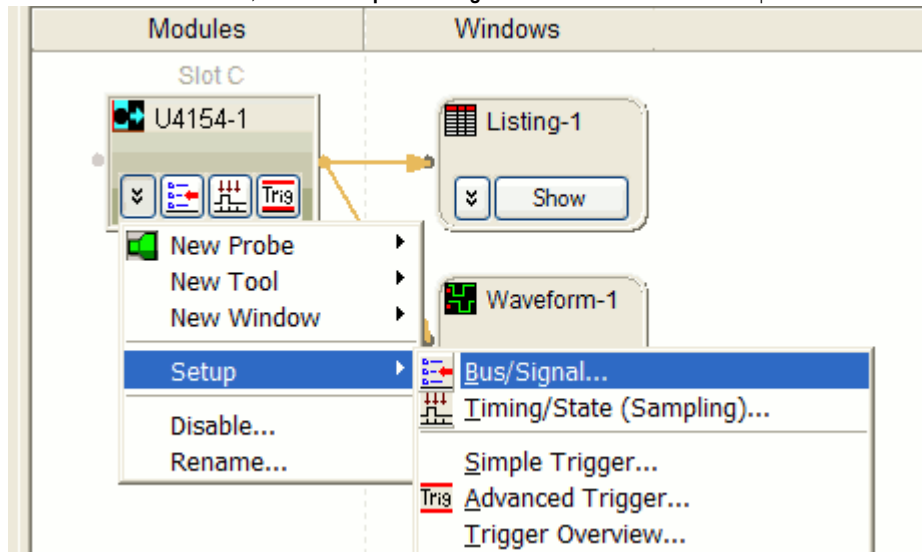 Modules Windows
Slot C
U4154-1
Listing-1
Trig
Show
New Probe
New Tool
New Window
Waveform-1
Setup
Bus/Signal...
Timing/State (Sampling)...
Disable...
Rename...
Simple Trigger...
Trig Advanced Trigger...
Trigger Overview...